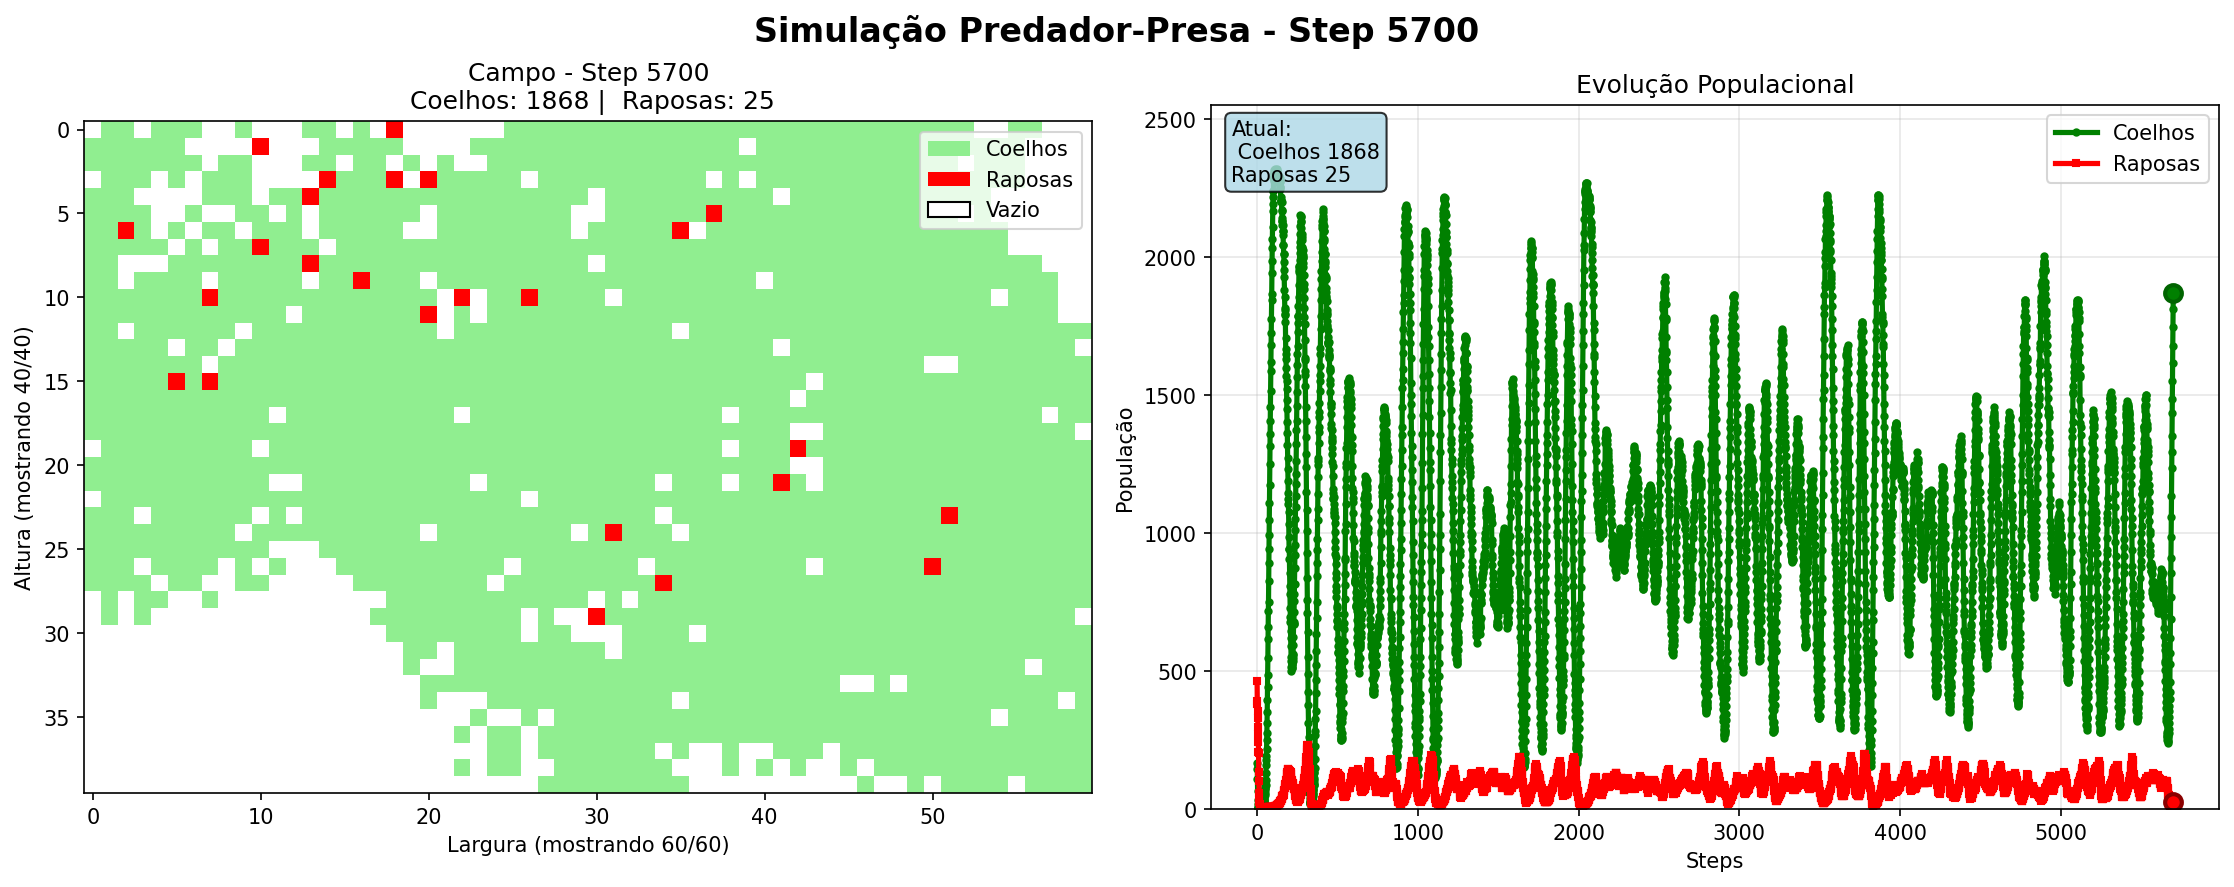 Simulação Predador-Presa - Step 5700
Campo - Step 5700
Coelhos: 1868 |  Raposas: 25
0
5
10
15
20
25
30
35
Altura (mostrando 40/40)
0
10
20
30
40
50
Largura (mostrando 60/60)
Coelhos
Raposas
Vazio
Evolução Populacional
2500
2000
1500
1000
500
0
População
0
1000
2000
3000
4000
5000
Steps
Atual:
Coelhos 1868
Raposas 25
Coelhos
Raposas